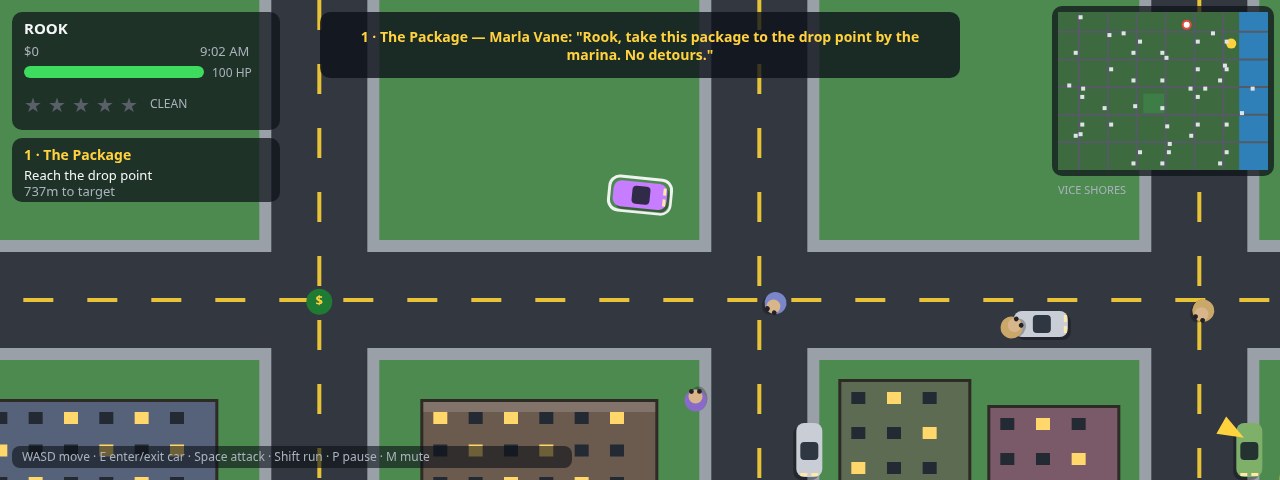 ROOK
$0 9:02 AM
100 HP
★ ★ ★ ★ ★ CLEAN
1 · The Package
Reach the drop point
737m to target
1 · The Package — Marla Vane: "Rook, take this package to the drop point by the
marina. No detours."
VICE SHORES
$
WASD move · E enter/exit car · Space attack · Shift run · P pause · M mute